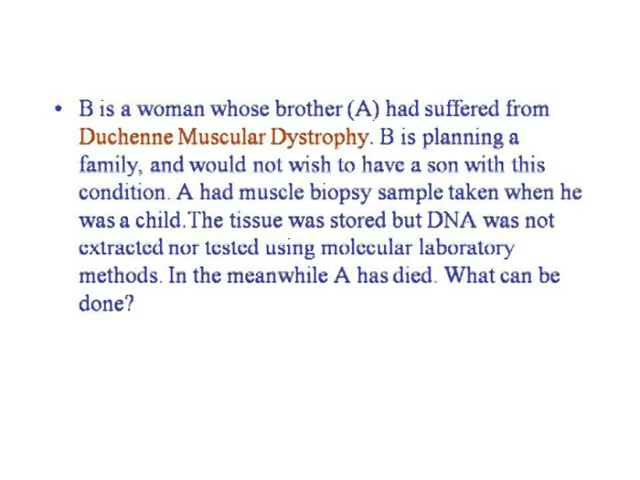 • B is a woman whose brother (A) had suffered from
Duchenne Muscular Dystrophy. B is planning a
family, and would not wish to have a son with this
condition. A had muscle biopsy sample taken when he
was a child.The tissue was stored but DNA was not
extracted nor tested using molecular laboratory
methods. In the meanwhile A has died. What can be
done?